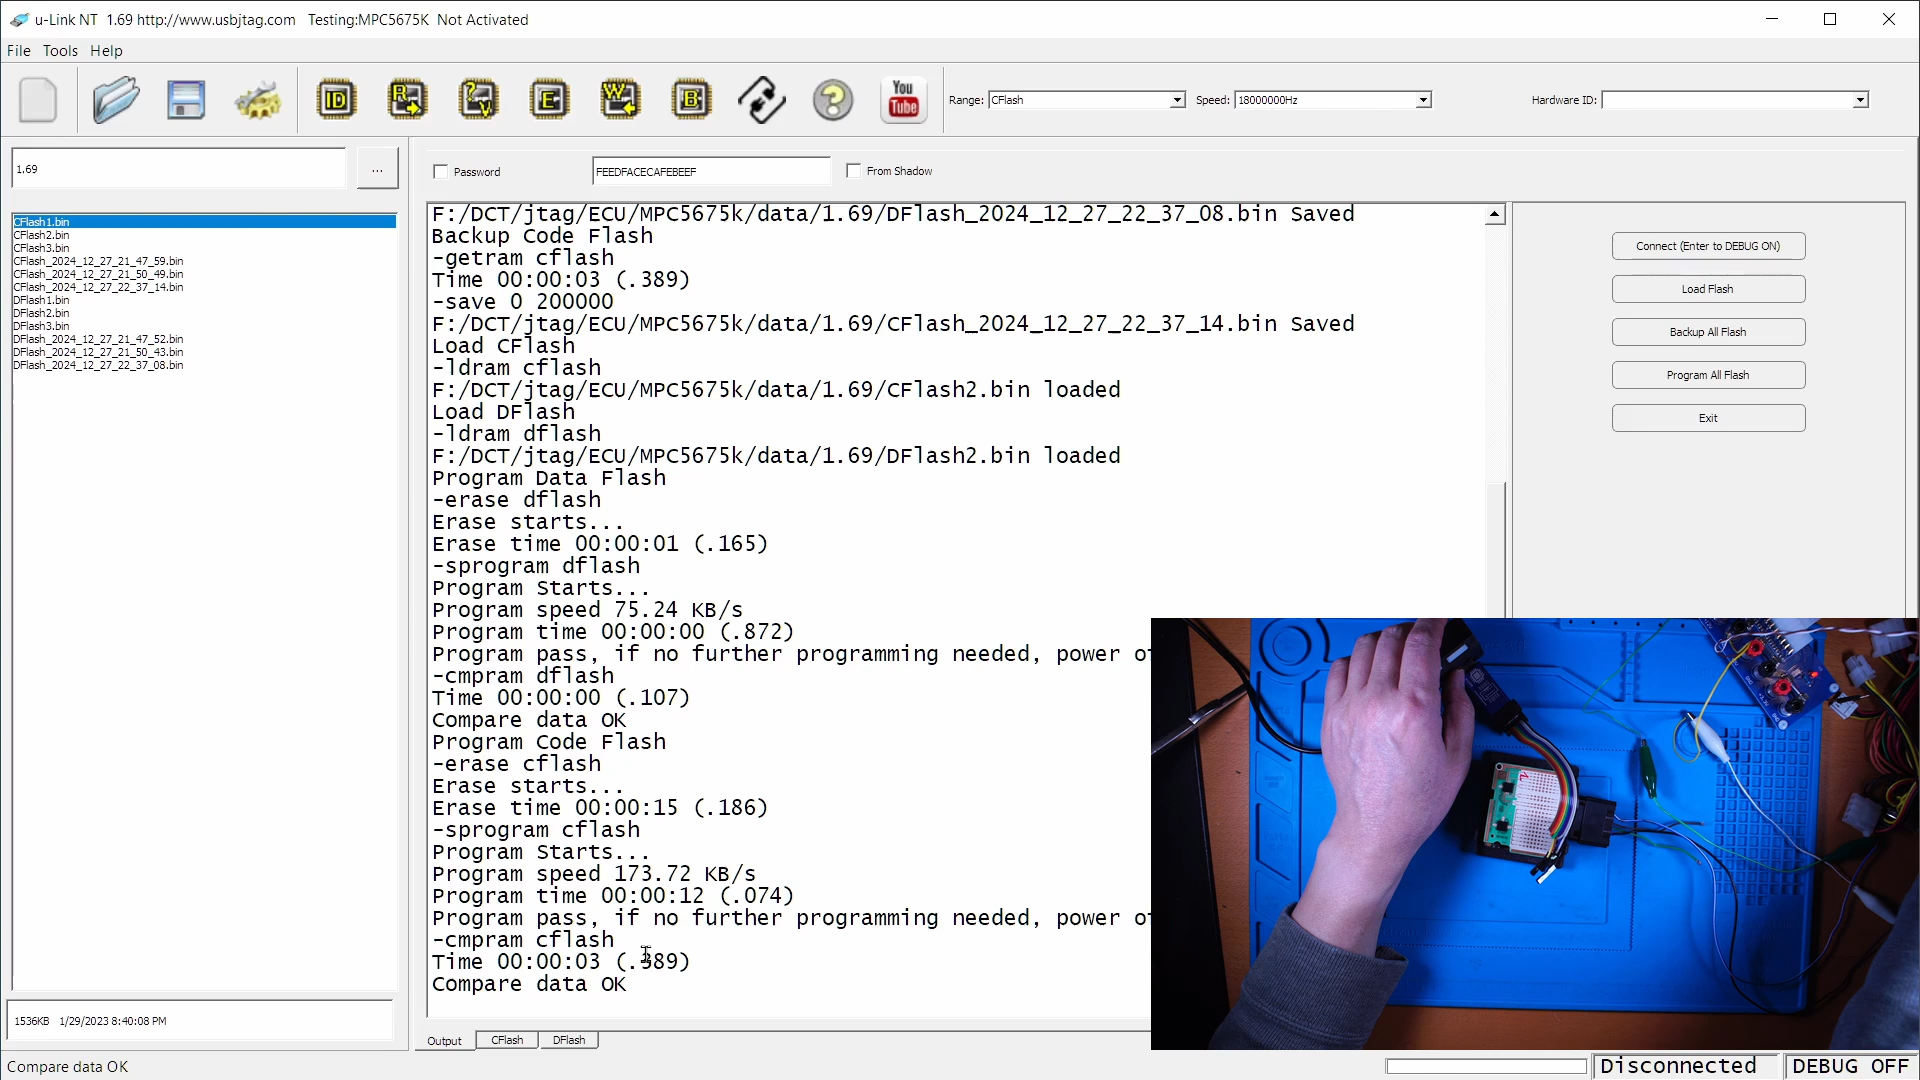 u-Link NT 1.69 http://www.usbjtag.com Testing:MPC5675K Not Activated
File Tools Help
ID R ?V E W B ? You Tube
Range: CFlash Speed: 18000000Hz Hardware ID:
1.69 ...
Password FEEDFACECAFEBEEF From Shadow
CFlash1.bin
CFlash2.bin
CFlash3.bin
CFlash_2024_12_27_21_47_59.bin
CFlash_2024_12_27_21_50_49.bin
CFlash_2024_12_27_22_37_14.bin
DFlash1.bin
DFlash2.bin
DFlash3.bin
DFlash_2024_12_27_21_47_52.bin
DFlash_2024_12_27_21_50_43.bin
DFlash_2024_12_27_22_37_08.bin
1536KB 1/29/2023 8:40:08 PM
F:/DCT/jtag/ECU/MPC5675k/data/1.69/DFlash_2024_12_27_22_37_08.bin Saved
Backup Code Flash
-getram cflash
Time 00:00:03 (.389)
-save 0 200000
F:/DCT/jtag/ECU/MPC5675k/data/1.69/CFlash_2024_12_27_22_37_14.bin Saved
Load CFlash
-ldram cflash
F:/DCT/jtag/ECU/MPC5675k/data/1.69/CFlash2.bin loaded
Load DFlash
-ldram dflash
F:/DCT/jtag/ECU/MPC5675k/data/1.69/DFlash2.bin loaded
Program Data Flash
-erase dflash
Erase starts...
Erase time 00:00:01 (.165)
-sprogram dflash
Program Starts...
Program speed 75.24 KB/s
Program time 00:00:00 (.872)
Program pass, if no further programming needed, power
-cmpram dflash
Time 00:00:00 (.107)
Compare data OK
Program Code Flash
-erase cflash
Erase starts...
Erase time 00:00:15 (.186)
-sprogram cflash
Program Starts...
Program speed 173.72 KB/s
Program time 00:00:12 (.074)
Program pass, if no further programming needed, power
-cmpram cflash
Time 00:00:03 (.389)
Compare data OK
Output CFlash DFlash
Connect (Enter to DEBUG ON)
Load Flash
Backup All Flash
Program All Flash
Exit
Compare data OK
Disconnected DEBUG OFF